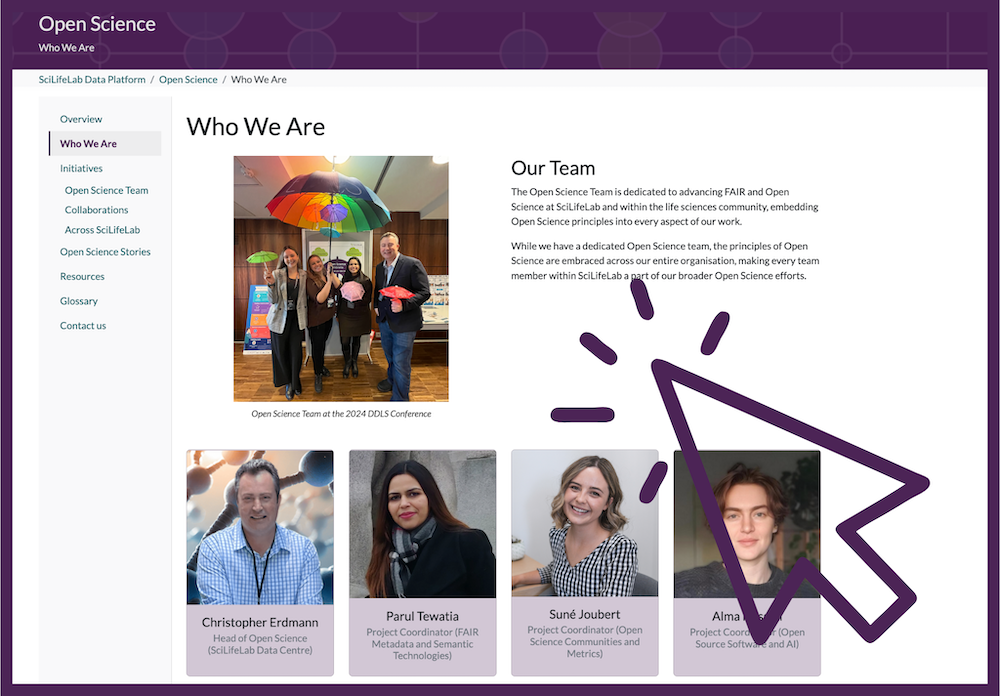 Open Science
Who We Are
SciLifeLab Data Platform / Open Science / Who We Are
Overview
Who We Are
Initiatives
Open Science Team
Collaborations
Across SciLifeLab
Open Science Stories
Resources
Glossary
Contact us
Who We Are
Our Team
The Open Science Team is dedicated to advancing FAIR and Open
Science at SciLifeLab and within the life sciences community, embedding
Open Science principles into every aspect of our work.
While we have a dedicated Open Science team, the principles of Open
Science are embraced across our entire organisation, making every team
member within SciLifeLab a part of our broader Open Science efforts.
Open Science Team at the 2024 DDLS Conference
Christopher Erdmann
Head of Open Science
(SciLifeLab Data Centre)
Parul Tewatia
Project Coordinator (FAIR
Metadata and Semantic
Technologies)
Suné Joubert
Project Coordinator (Open
Science Communities and
Metrics)
Alma
Project Coordinator (Open
Source Software and AI)